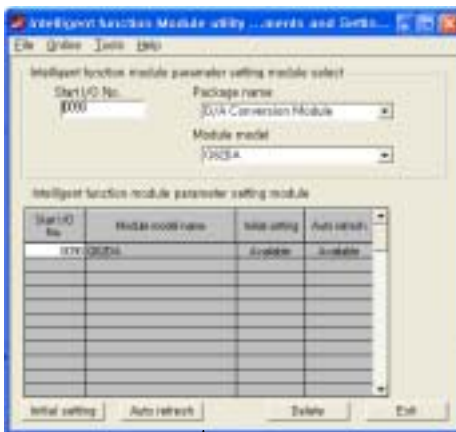 Intelligent function Module utility ...ments and Settin...
File Online Tools Help
Intelligent function module parameter setting module select
Start I/O No. Package name
D/A Conversion Module
Module model
Intelligent function module parameter setting module
Start I/O No. Module model name Initial setting Auto refresh
Available Available
Initial setting Auto refresh Delete Exit